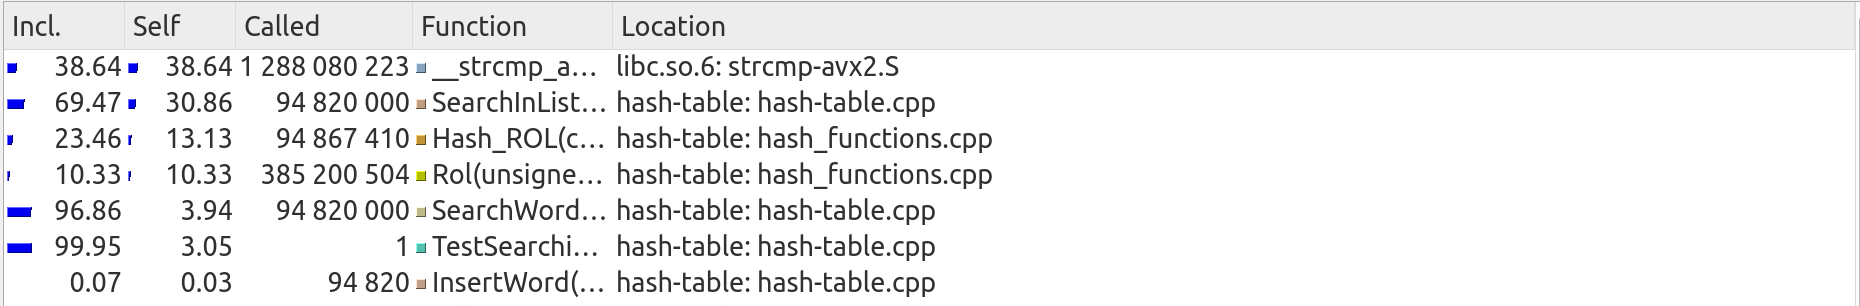 Incl. Self Called Function Location
38.64 38.64 1 288 080 223 __strcmp_a... libc.so.6: strcmp-avx2.S
69.47 30.86 94 820 000 SearchInList... hash-table: hash-table.cpp
23.46 13.13 94 867 410 Hash_ROL(c... hash-table: hash_functions.cpp
10.33 10.33 385 200 504 Rol(unsigne... hash-table: hash_functions.cpp
96.86 3.94 94 820 000 SearchWord... hash-table: hash-table.cpp
99.95 3.05 1 TestSearchi... hash-table: hash-table.cpp
0.07 0.03 94 820 InsertWord(... hash-table: hash-table.cpp